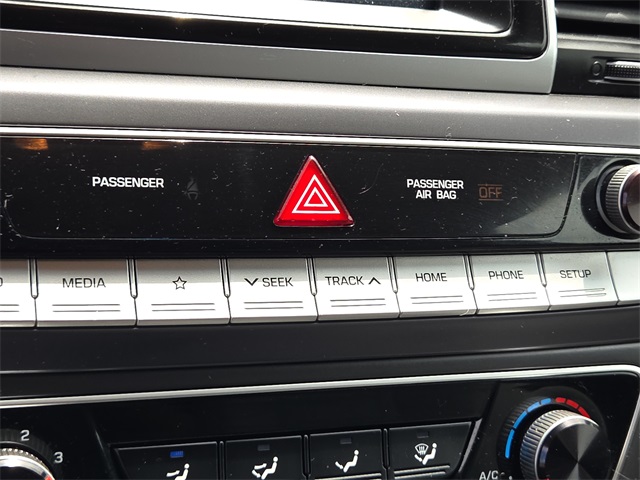 PASSENGER
PASSENGER
AIR BAG
OFF
MEDIA
SEEK
TRACK
HOME
PHONE
SETUP
2
3
A/C